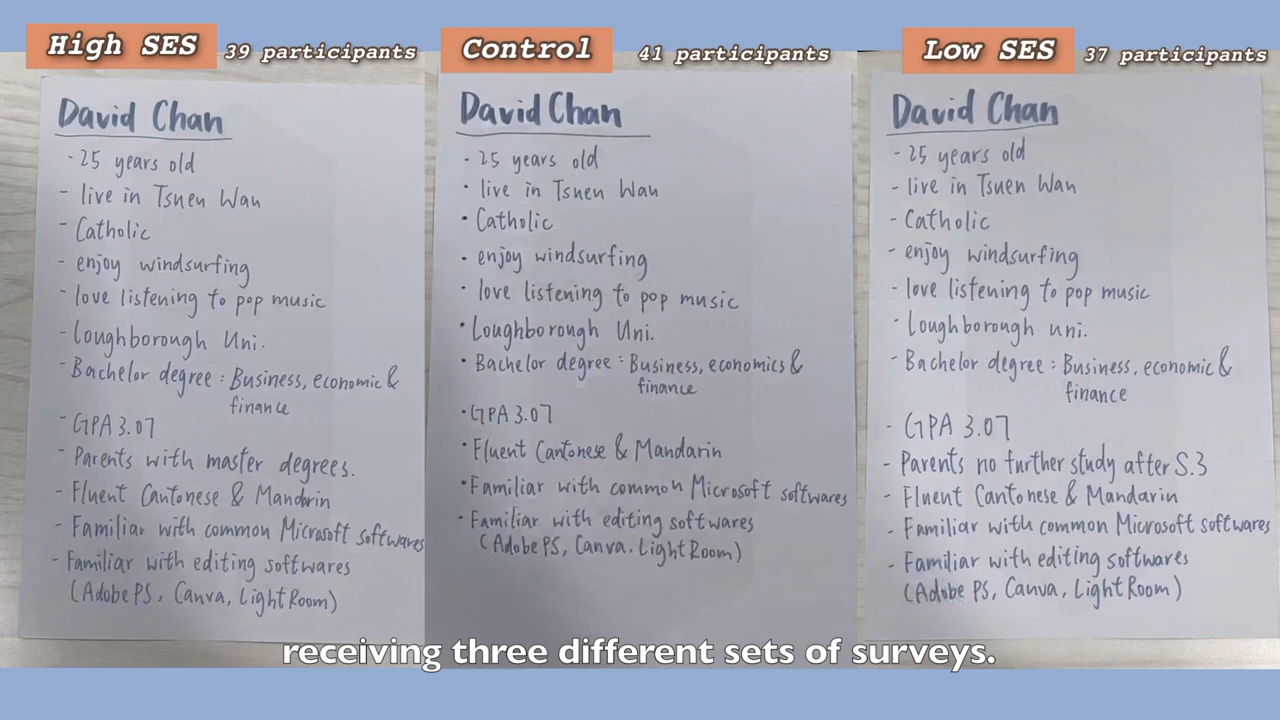 High SES 39 participants
David Chan
- 25 years old
- live in Tsuen Wan
- Catholic
- enjoy windsurfing
- love listening to pop music
- Loughborough Uni.
- Bachelor degree : Business, economic &
finance
- GPA 3.07
- Parents with master degrees.
- Fluent Cantonese & Mandarin
- Familiar with common Microsoft softwares
- Familiar with editing softwares
(Adobe PS, Canva, LightRoom)
Control 41 participants
David Chan
- 25 years old
· live in Tsuen Wan
· Catholic
· enjoy windsurfing
· love listening to pop music
· Loughborough Uni.
· Bachelor degree : Business, economics &
finance
· GPA 3.07
· Fluent Cantonese & Mandarin
· Familiar with common Microsoft softwares
· Familiar with editing softwares
(Adobe PS, Canva, LightRoom)
Low SES 37 participants
David Chan
- 25 years old
- live in Tsuen Wan
- Catholic
- enjoy windsurfing
- love listening to pop music
- Loughborough uni.
- Bachelor degree : Business, economic &
finance
- GPA 3.07
- Parents no further study after S.3
- Fluent Cantonese & Mandarin
- Familiar with common Microsoft softwares
- Familiar with editing softwares
(Adobe PS, Canva, LightRoom)
receiving three different sets of surveys.